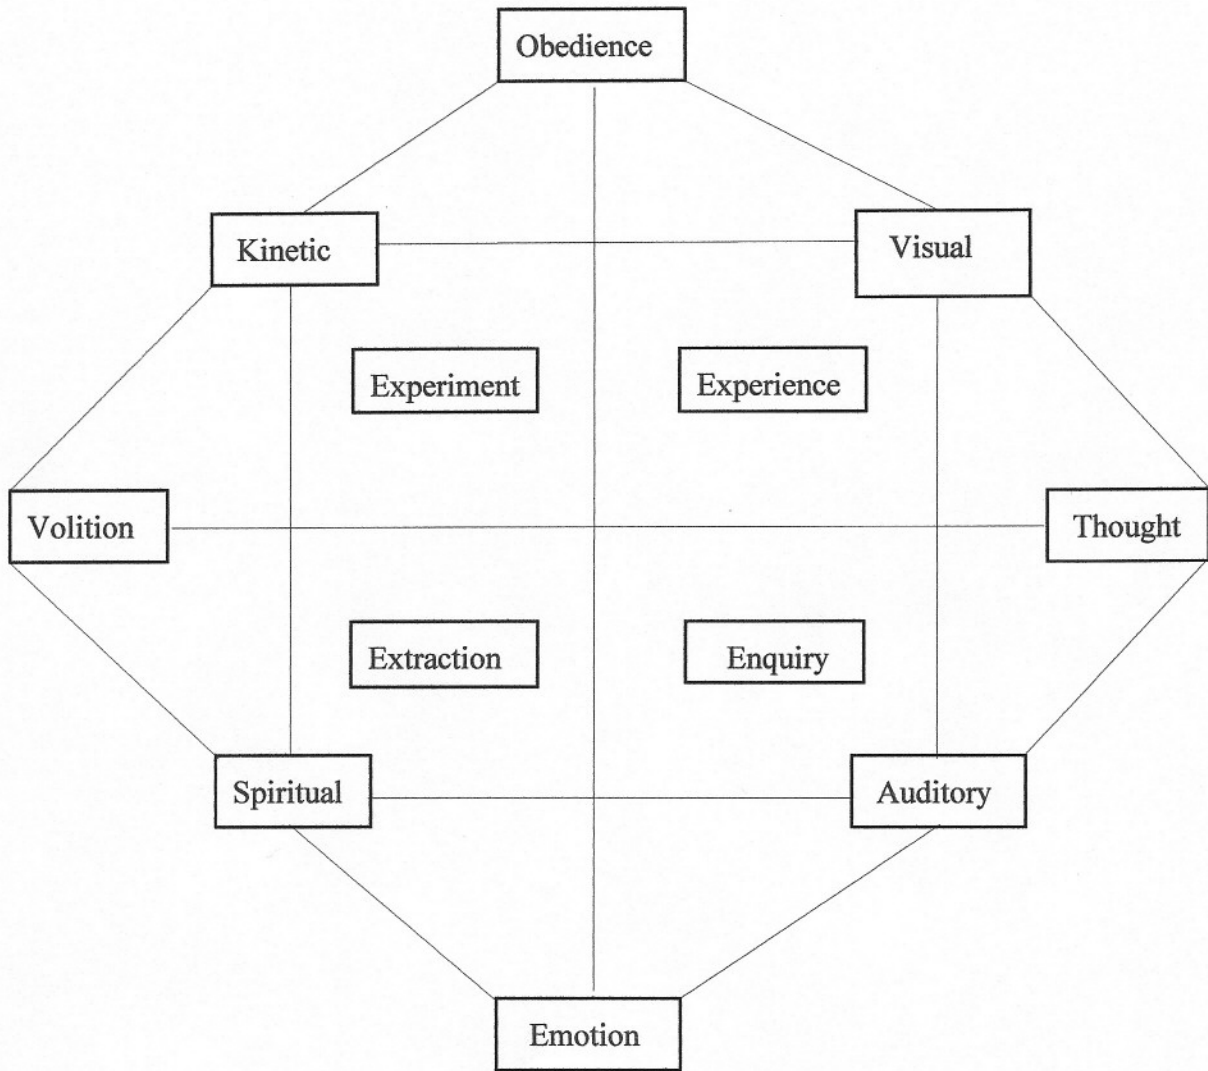 Obedience
Kinetic
Visual
Experiment
Experience
Volition
Thought
Extraction
Enquiry
Spiritual
Auditory
Emotion